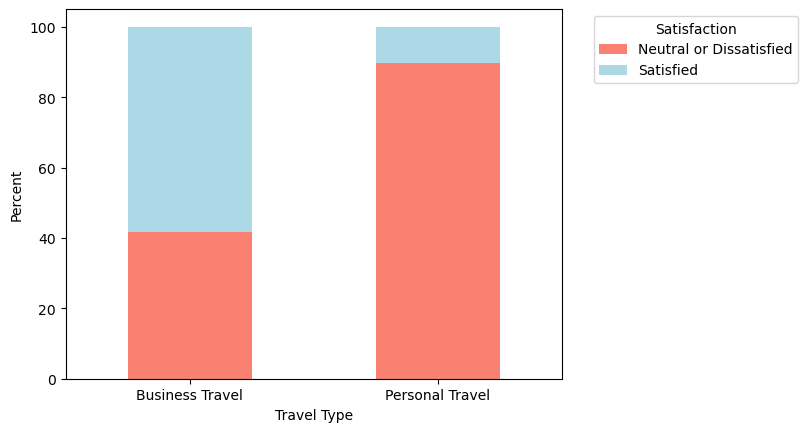 Satisfaction
Neutral or Dissatisfied
Satisfied
100
80
60
40
20
0
Percent
Business Travel
Personal Travel
Travel Type